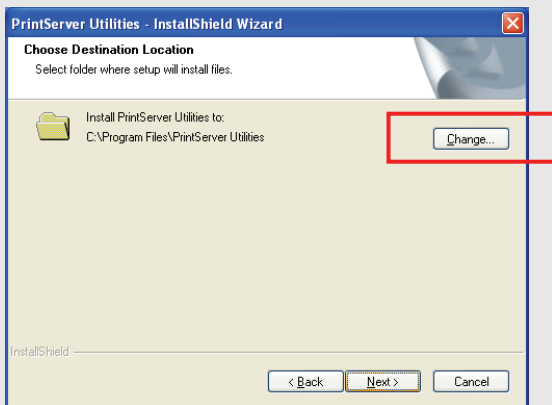 PrintServer Utilities - InstallShield Wizard
Choose Destination Location
Select folder where setup will install files.
Install PrintServer Utilities to:
C:\Program Files\PrintServer Utilities
Change...
InstallShield
< Back Next > Cancel